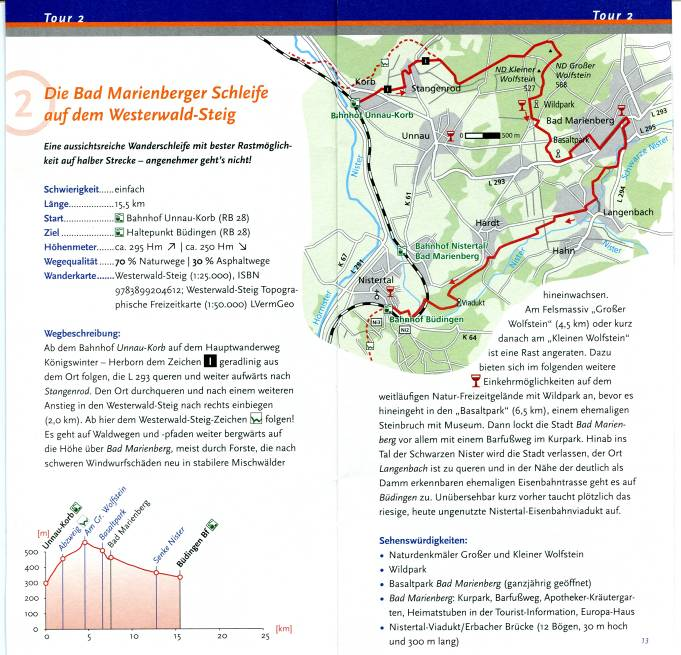 Tour 2
Tour 2
2
Die Bad Marienberger Schleife
auf dem Westerwald-Steig
Eine aussichtsreiche Wanderschleife mit bester Rastmöglich-
keit auf halber Strecke – angenehmer geht's nicht!
Schwierigkeit......einfach
Länge...................15,5 km
Start.....................Bahnhof Unnau-Korb (RB 28)
Ziel ......................Haltepunkt Büdingen (RB 28)
Höhenmeter......ca. 295 Hm ↗ | ca. 250 Hm ↘
Wegequalität .....70 % Naturwege | 30 % Asphaltwege
Wanderkarte.......Westerwald-Steig (1:25.000), ISBN
9783899204612; Westerwald-Steig Topogra-
phische Freizeitkarte (1:50.000) LVermGeo
Wegbeschreibung:
Ab dem Bahnhof Unnau-Korb auf dem Hauptwanderweg
Königswinter – Herborn dem Zeichen I geradlinig aus
dem Ort folgen, die L 293 queren und weiter aufwärts nach
Stangenrod. Den Ort durchqueren und nach einem weiteren
Anstieg in den Westerwald-Steig nach rechts einbiegen
(2,0 km). Ab hier dem Westerwald-Steig-Zeichen folgen!
Es geht auf Waldwegen und -pfaden weiter bergwärts auf
die Höhe über Bad Marienberg, meist durch Forste, die nach
schweren Windwurfschäden neu in stabilere Mischwälder
[m]
500
400
300
200
100
0
0
5
10
15
20
25
[km]
Unnau-Korb
Abzweig
Am Gr. Wolfstein
Basaltpark
Bad Marienberg
Senke Nister
Büdingen Bf
Korb
I
I
Stangenrod
Bahnhof Unnau-Korb
ND Kleiner
Wolfstein
527
ND Großer
Wolfstein
588
Wildpark
Bad Marienberg
Basaltpark
L 293
L 295
Unnau
0
500 m
Nister
K 61
L 293
Schwarze Nister
L 294
Langenbach
Hardt
Hahn
Nister
Nister
Bahnhof Nistertal/
Bad Marienberg
K 67
L 281
Nistertal
Hornister
Viadukt
Bahnhof Büdingen
Ni3
Ni2
K 64
hineinwachsen.
Am Felsmassiv „Großer
Wolfstein" (4,5 km) oder kurz
danach am „Kleinen Wolfstein"
ist eine Rast angeraten. Dazu
bieten sich im folgenden weitere
Einkehrmöglichkeiten auf dem
weitläufigen Natur-Freizeitgelände mit Wildpark an, bevor es
hineingeht in den „Basaltpark" (6,5 km), einem ehemaligen
Steinbruch mit Museum. Dann lockt die Stadt Bad Marien-
berg vor allem mit einem Barfußweg im Kurpark. Hinab ins
Tal der Schwarzen Nister wird die Stadt verlassen, der Ort
Langenbach ist zu queren und in der Nähe der deutlich als
Damm erkennbaren ehemaligen Eisenbahntrasse geht es auf
Büdingen zu. Unübersehbar kurz vorher taucht plötzlich das
riesige, heute ungenutzte Nistertal-Eisenbahnviadukt auf.
Sehenswürdigkeiten:
• Naturdenkmäler Großer und Kleiner Wolfstein
• Wildpark
• Basaltpark Bad Marienberg (ganzjährig geöffnet)
• Bad Marienberg: Kurpark, Barfußweg, Apotheker-Kräutergar-
ten, Heimatstuben in der Tourist-Information, Europa-Haus
• Nistertal-Viadukt/Erbacher Brücke (12 Bögen, 30 m hoch
und 300 m lang)
13